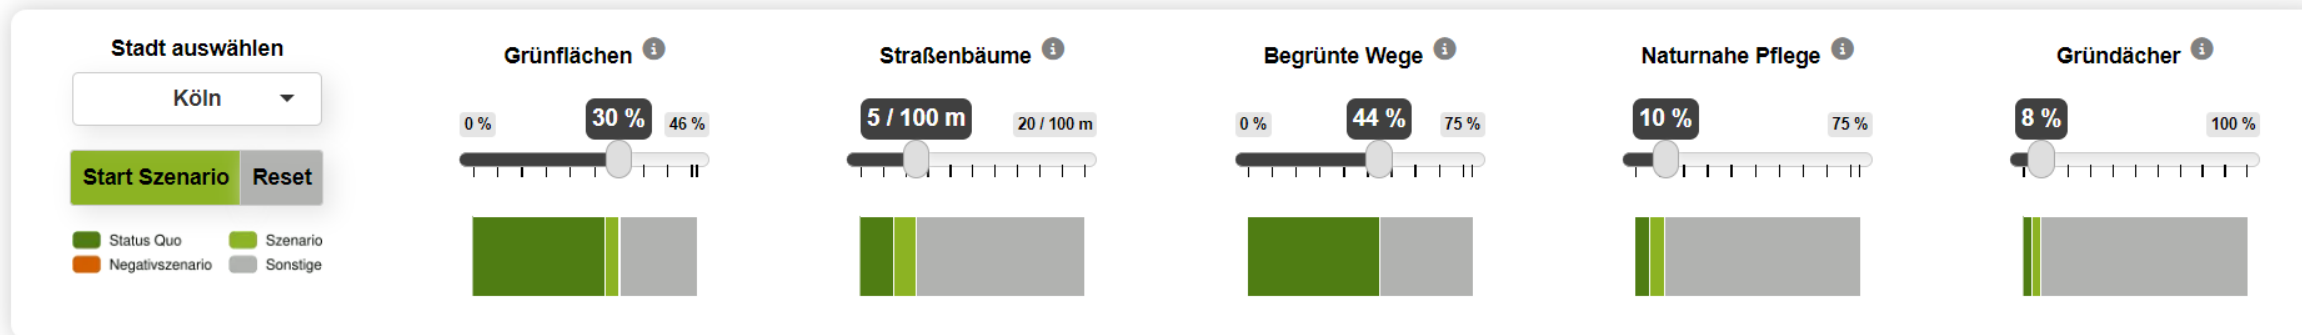 Stadt auswählen
Köln
Start Szenario Reset
Status Quo Szenario
Negativszenario Sonstige
Grünflächen i
0 % 30 % 46 %
Straßenbäume i
5 / 100 m 20 / 100 m
Begrünte Wege i
0 % 44 % 75 %
Naturnahe Pflege i
10 % 75 %
Gründächer i
8 % 100 %